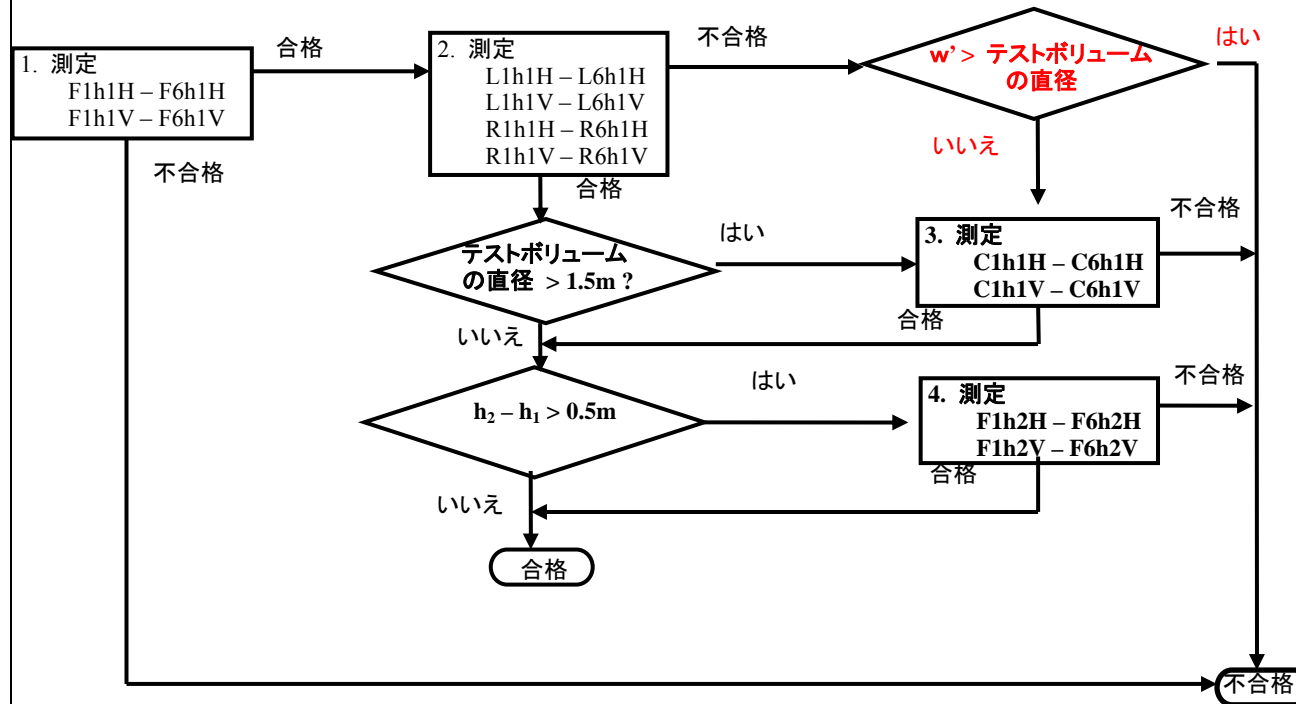 1. 測定
F1h1H – F6h1H
F1h1V – F6h1V
合格
不合格
2. 測定
L1h1H – L6h1H
L1h1V – L6h1V
R1h1H – R6h1H
R1h1V – R6h1V
不合格
合格
w’ > テストボリューム
の直径
はい
いいえ
テストボリューム
の直径 > 1.5m ?
はい
いいえ
3. 測定
C1h1H – C6h1H
C1h1V – C6h1V
不合格
合格
h2 – h1 > 0.5m
はい
いいえ
4. 測定
F1h2H – F6h2H
F1h2V – F6h2V
不合格
合格
合格
不合格